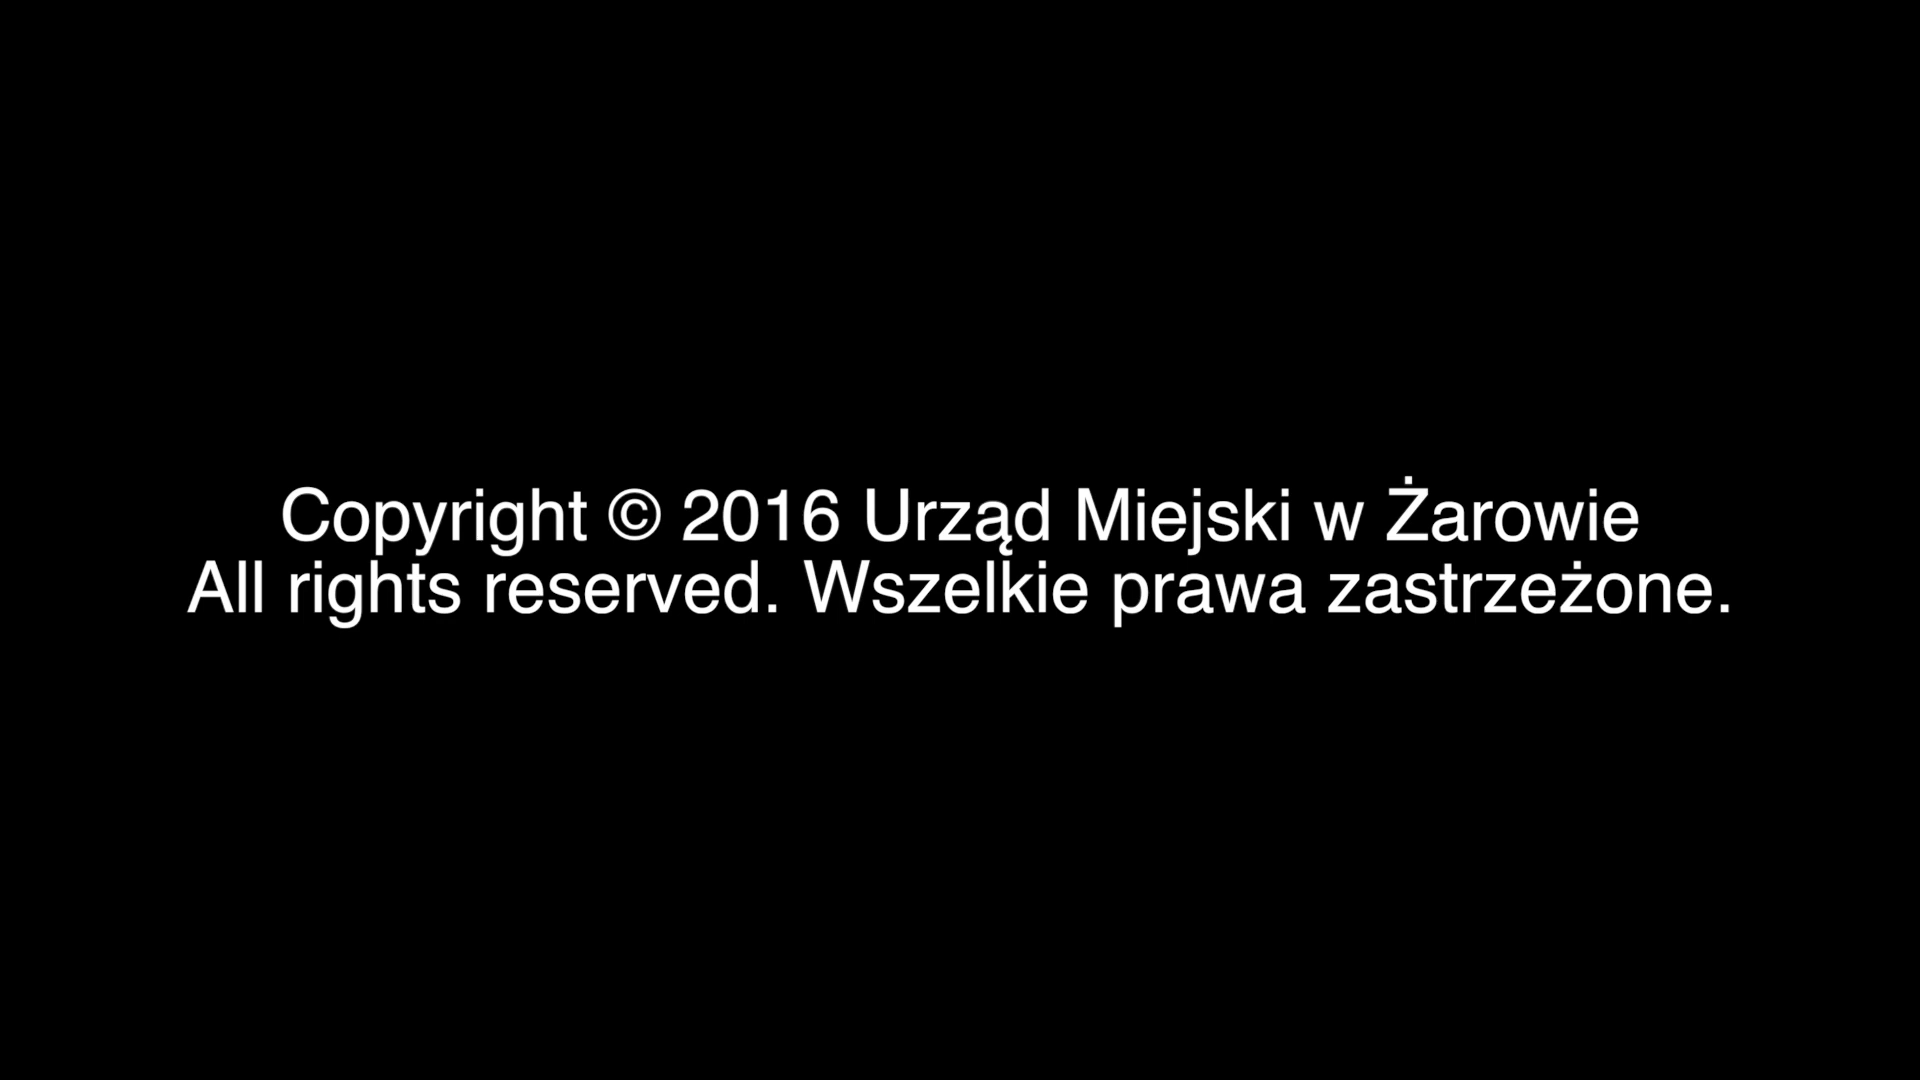 Copyright © 2016 Urząd Miejski w Żarowie
All rights reserved. Wszelkie prawa zastrzeżone.